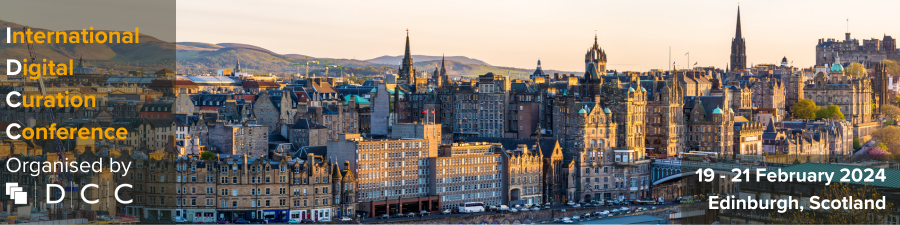 International
Digital
Curation
Conference
Organised by
DCC
19 - 21 February 2024
Edinburgh, Scotland